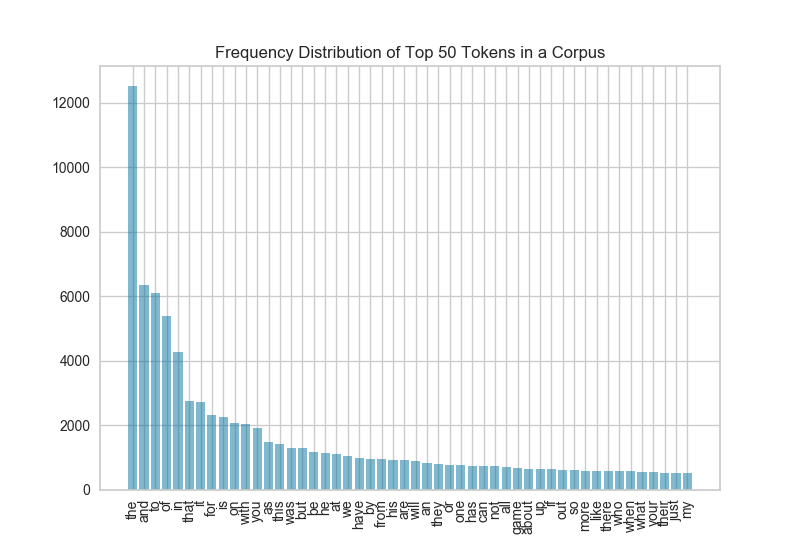 Frequency Distribution of Top 50 Tokens in a Corpus
12000
10000
8000
6000
4000
2000
0
the
and
to
of
in
that
it
for
is
on
with
you
as
this
was
but
be
he
at
we
have
by
from
his
are
will
an
they
or
one
has
can
not
all
game
about
up
if
out
so
more
like
there
who
when
what
your
their
just
my